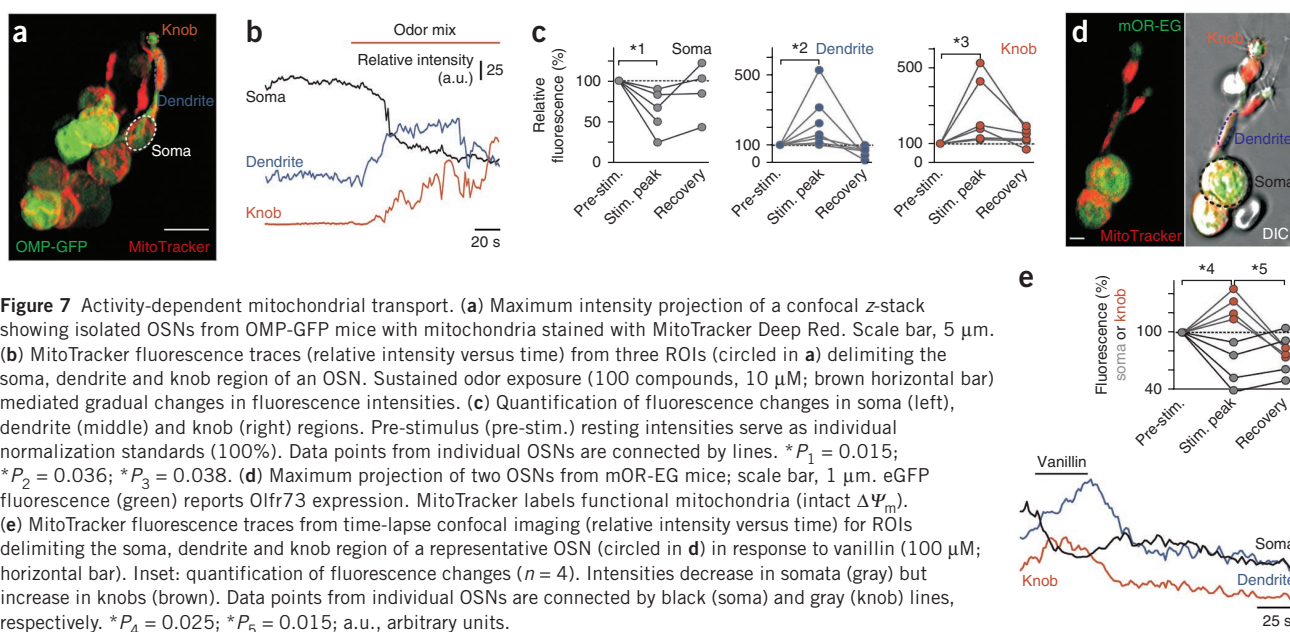 a
Knob
Dendrite
Soma
OMP-GFP
MitoTracker
b
Odor mix
Relative intensity
(a.u.)
25
Soma
Dendrite
Knob
20 s
c
Relative
fluorescence (%)
*1
Soma
100
50
0
Pre-stim.
Stim. peak
Recovery
*2
Dendrite
500
100
0
Pre-stim.
Stim. peak
Recovery
*3
Knob
500
100
0
Pre-stim.
Stim. peak
Recovery
d
mOR-EG
Knob
Dendrite
Soma
MitoTracker
DIC
e
*4
*5
Fluorescence (%)
soma or knob
100
40
Pre-stim.
Stim. peak
Recovery
Vanillin
Soma
Knob
Dendrite
25 s
Figure 7 Activity-dependent mitochondrial transport. (a) Maximum intensity projection of a confocal z-stack
showing isolated OSNs from OMP-GFP mice with mitochondria stained with MitoTracker Deep Red. Scale bar, 5 μm.
(b) MitoTracker fluorescence traces (relative intensity versus time) from three ROIs (circled in a) delimiting the
soma, dendrite and knob region of an OSN. Sustained odor exposure (100 compounds, 10 μM; brown horizontal bar)
mediated gradual changes in fluorescence intensities. (c) Quantification of fluorescence changes in soma (left),
dendrite (middle) and knob (right) regions. Pre-stimulus (pre-stim.) resting intensities serve as individual
normalization standards (100%). Data points from individual OSNs are connected by lines. *P1 = 0.015;
*P2 = 0.036; *P3 = 0.038. (d) Maximum projection of two OSNs from mOR-EG mice; scale bar, 1 μm. eGFP
fluorescence (green) reports Olfr73 expression. MitoTracker labels functional mitochondria (intact ΔΨm).
(e) MitoTracker fluorescence traces from time-lapse confocal imaging (relative intensity versus time) for ROIs
delimiting the soma, dendrite and knob region of a representative OSN (circled in d) in response to vanillin (100 μM;
horizontal bar). Inset: quantification of fluorescence changes (n = 4). Intensities decrease in somata (gray) but
increase in knobs (brown). Data points from individual OSNs are connected by black (soma) and gray (knob) lines,
respectively. *P4 = 0.025; *P5 = 0.015; a.u., arbitrary units.